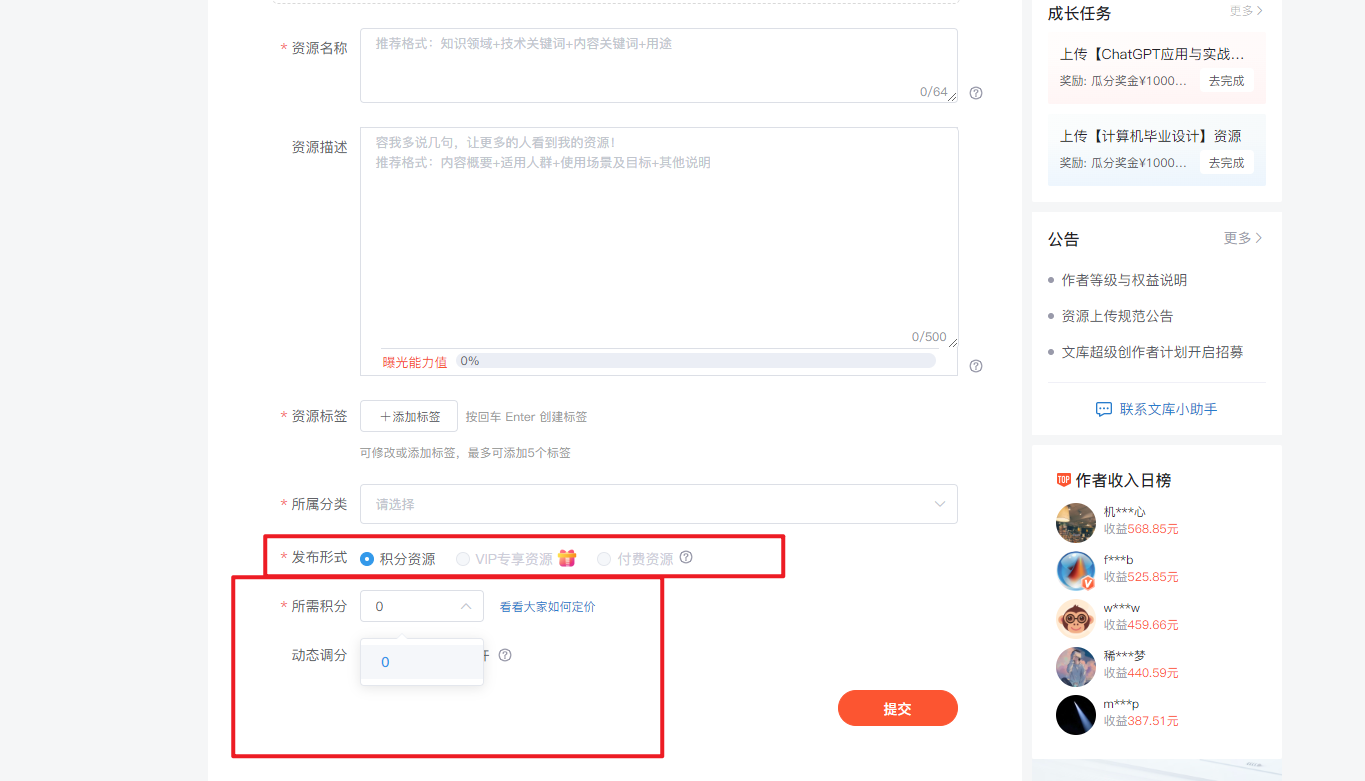 * 资源名称
推荐格式：知识领域+技术关键词+内容关键词+用途
0/64
资源描述
容我多说几句，让更多的人看到我的资源！
推荐格式：内容概要+适用人群+使用场景及目标+其他说明
0/500
曝光能力值 0%
* 资源标签
+添加标签 按回车 Enter 创建标签
可修改或添加标签，最多可添加5个标签
* 所属分类
请选择
* 发布形式 积分资源 VIP专享资源 付费资源
* 所需积分 0 看看大家如何定价
动态调分
0
提交
成长任务 更多
上传【ChatGPT应用与实战...
奖励: 瓜分奖金¥1000... 去完成
上传【计算机毕业设计】资源
奖励: 瓜分奖金¥1000... 去完成
公告 更多
作者等级与权益说明
资源上传规范公告
文库超级创作者计划开启招募
联系文库小助手
TOP 作者收入日榜
机***心
收益568.85元
f***b
收益525.85元
w***w
收益459.66元
稀***梦
收益440.59元
m***p
收益387.51元